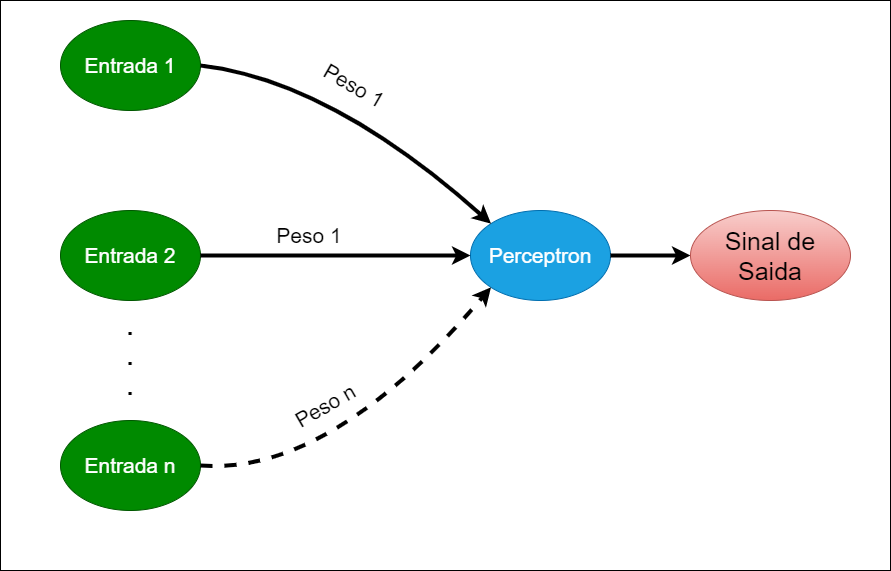 Entrada 1
Peso 1
Entrada 2
Peso 1
Perceptron
Sinal de
Saida
.
.
.
Peso n
Entrada n